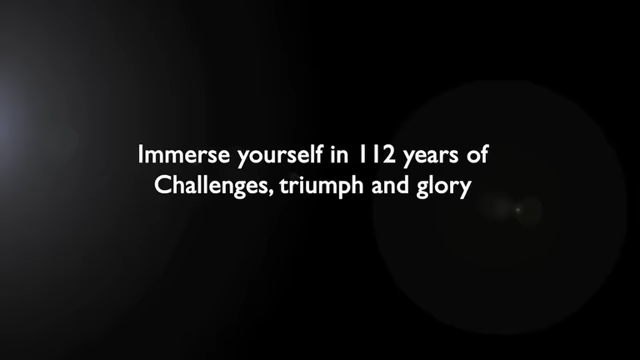 Immerse yourself in 112 years of
Challenges, triumph and glory